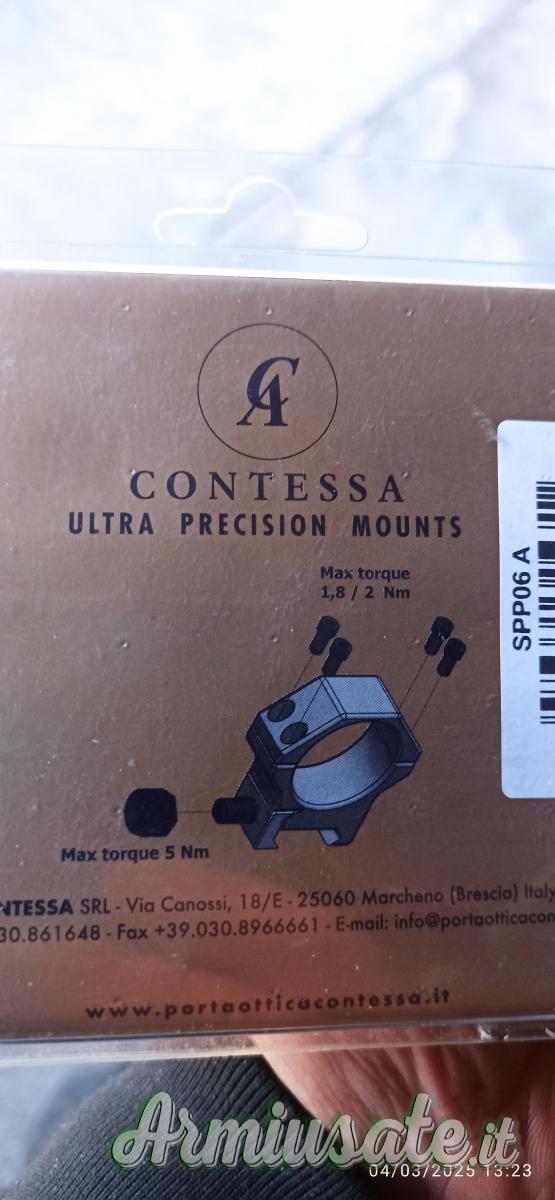 CA
CONTESSA
ULTRA PRECISION MOUNTS
Max torque
1,8 / 2 Nm
SPP06 A
Max torque 5 Nm
NTESSA SRL - Via Canossi, 18/E - 25060 Marcheno (Brescia) Italy
30.861648 - Fax +39.030.8966661 - E-mail: info@portaotticacon
www.portaotticacontessa.it
Armiusate.it
04/03/2025 13:23